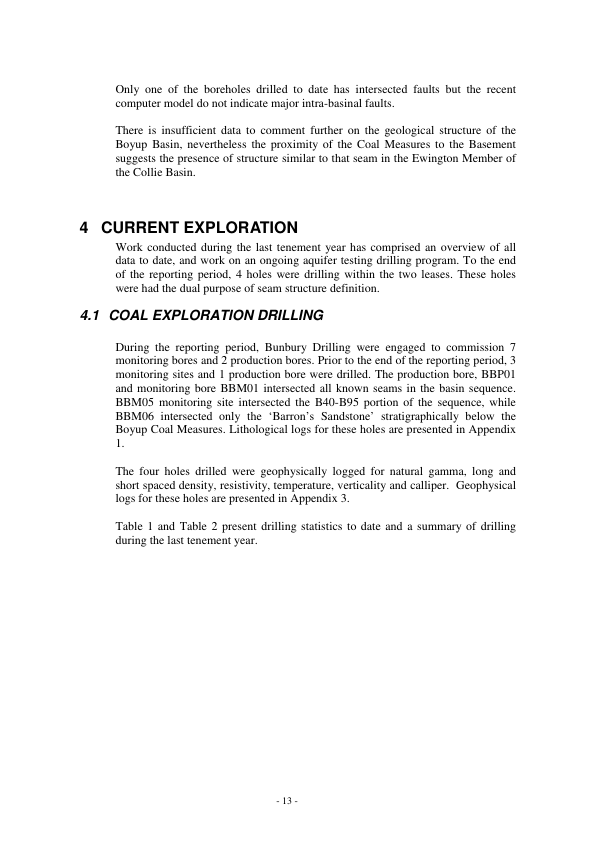 Only one of the boreholes drilled to date has intersected faults but the recent
computer model do not indicate major intra-basinal faults.
There is insufficient data to comment further on the geological structure of the
Boyup Basin, nevertheless the proximity of the Coal Measures to the Basement
suggests the presence of structure similar to that seam in the Ewington Member of
the Collie Basin.
4 CURRENT EXPLORATION
Work conducted during the last tenement year has comprised an overview of all
data to date, and work on an ongoing aquifer testing drilling program. To the end
of the reporting period, 4 holes were drilling within the two leases. These holes
were had the dual purpose of seam structure definition.
4.1 COAL EXPLORATION DRILLING
During the reporting period, Bunbury Drilling were engaged to commission 7
monitoring bores and 2 production bores. Prior to the end of the reporting period, 3
monitoring sites and 1 production bore were drilled. The production bore, BBP01
and monitoring bore BBM01 intersected all known seams in the basin sequence.
BBM05 monitoring site intersected the B40-B95 portion of the sequence, while
BBM06 intersected only the ‘Barron’s Sandstone’ stratigraphically below the
Boyup Coal Measures. Lithological logs for these holes are presented in Appendix
1.
The four holes drilled were geophysically logged for natural gamma, long and
short spaced density, resistivity, temperature, verticality and calliper. Geophysical
logs for these holes are presented in Appendix 3.
Table 1 and Table 2 present drilling statistics to date and a summary of drilling
during the last tenement year.
- 13 -